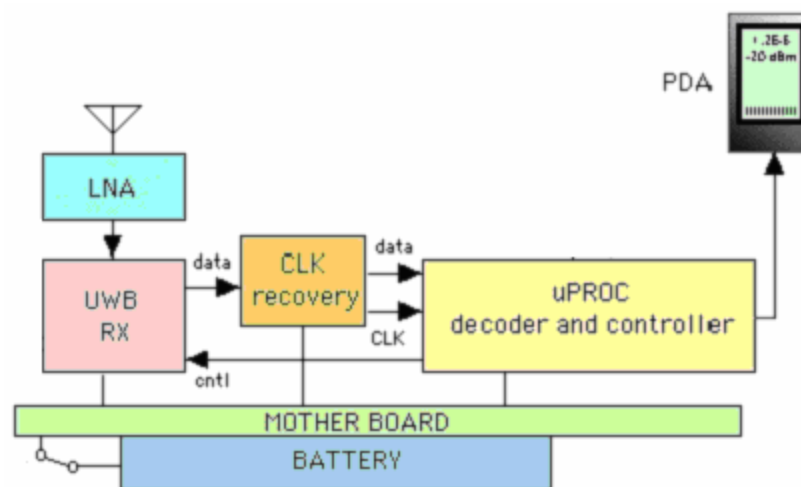 -20 dBm
PDA
LNA
data
data
CLK
recovery
UWB
RX
uPROC
decoder and controller
CLK
cntl
MOTHER BOARD
BATTERY